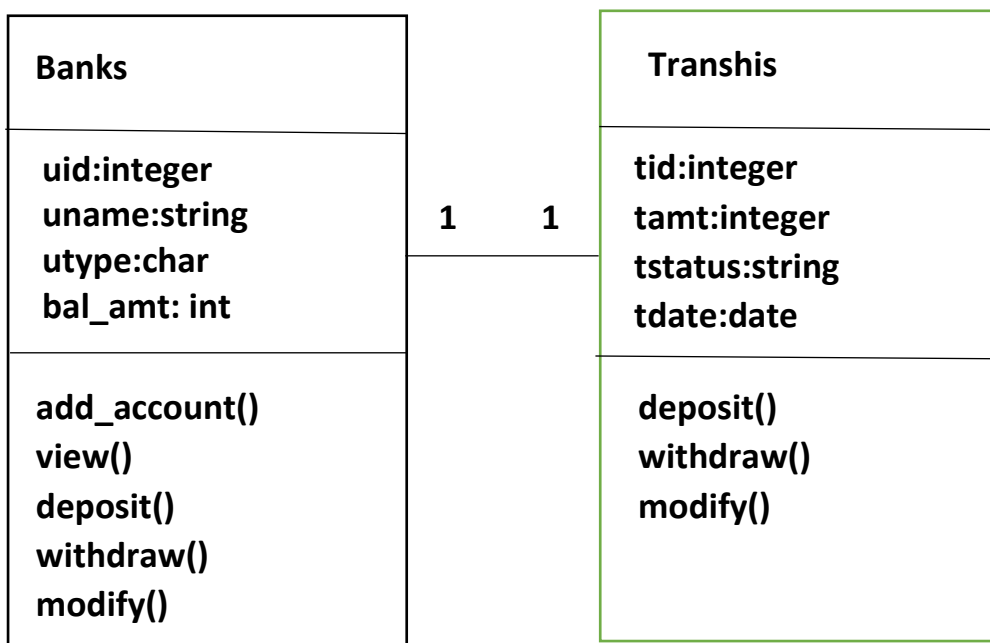 Banks
uid:integer
uname:string
utype:char
bal_amt: int
add_account()
view()
deposit()
withdraw()
modify()
1 1
Transhis
tid:integer
tamt:integer
tstatus:string
tdate:date
deposit()
withdraw()
modify()